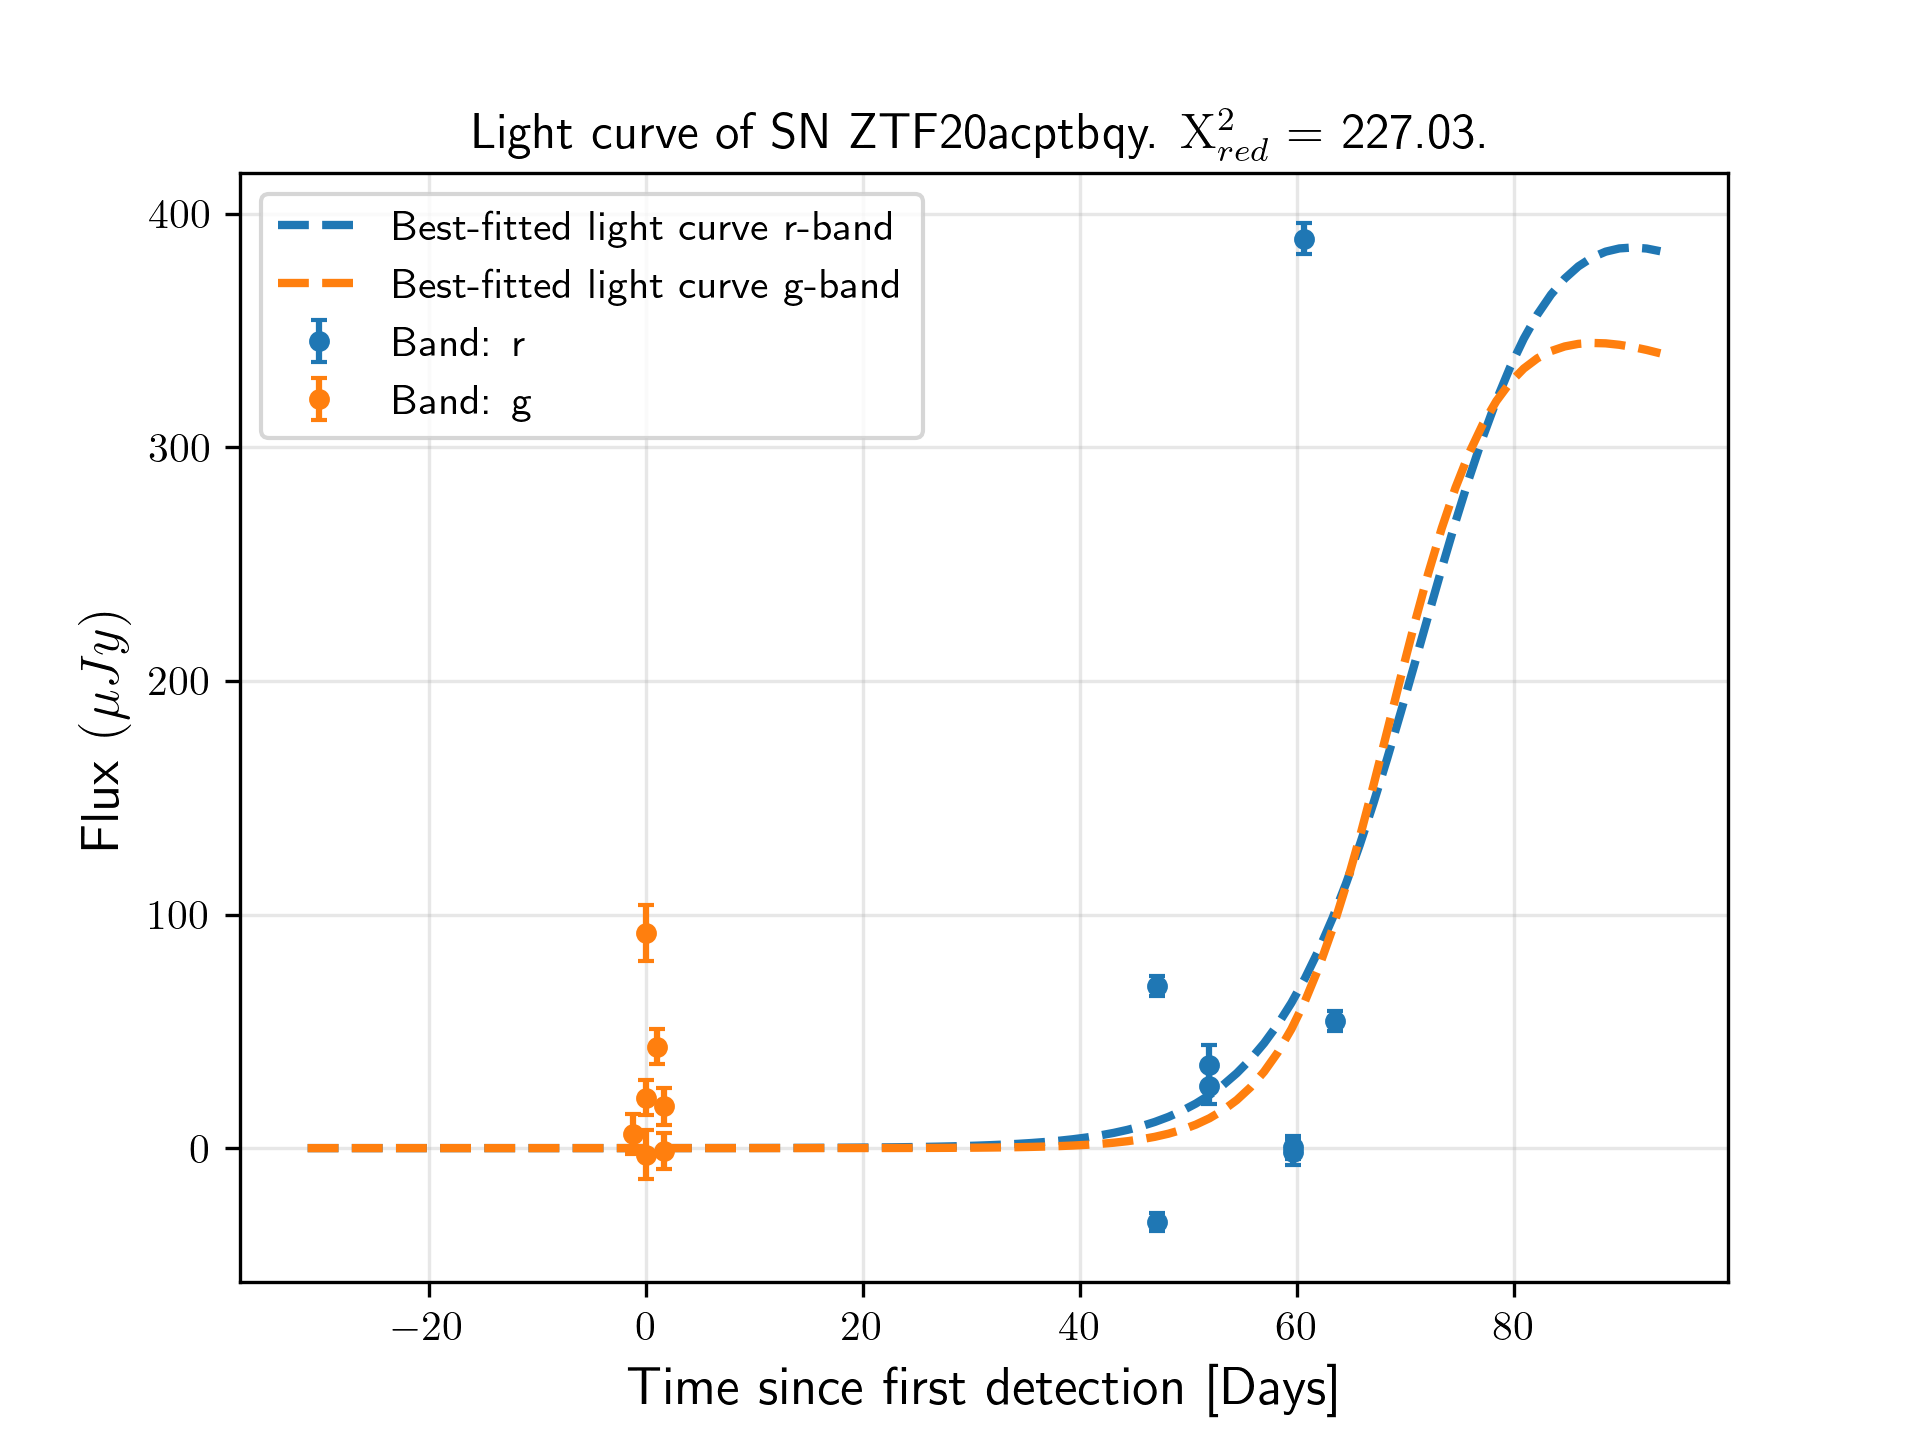 Light curve of SN ZTF20acptbqy. X²_red = 227.03.
Best-fitted light curve r-band
Best-fitted light curve g-band
Band: r
Band: g
Flux (μJy)
400
300
200
100
0
−20 0 20 40 60 80
Time since first detection [Days]